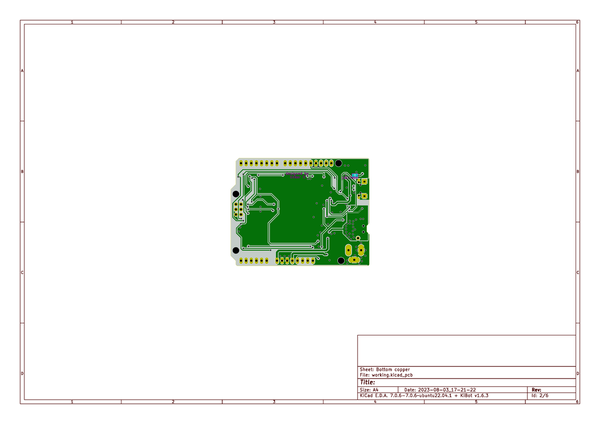 1 2 3 4 5 6
A A
B B
C C
D D
Sheet: Bottom copper
File: working.kicad_pcb
Title:
Size: A4 Date: 2023-08-03_17-21-22 Rev:
KiCad E.D.A. 7.0.6-7.0.6~ubuntu22.04.1 + KiBot v1.6.3 Id: 2/6
1 2 3 4 5 6